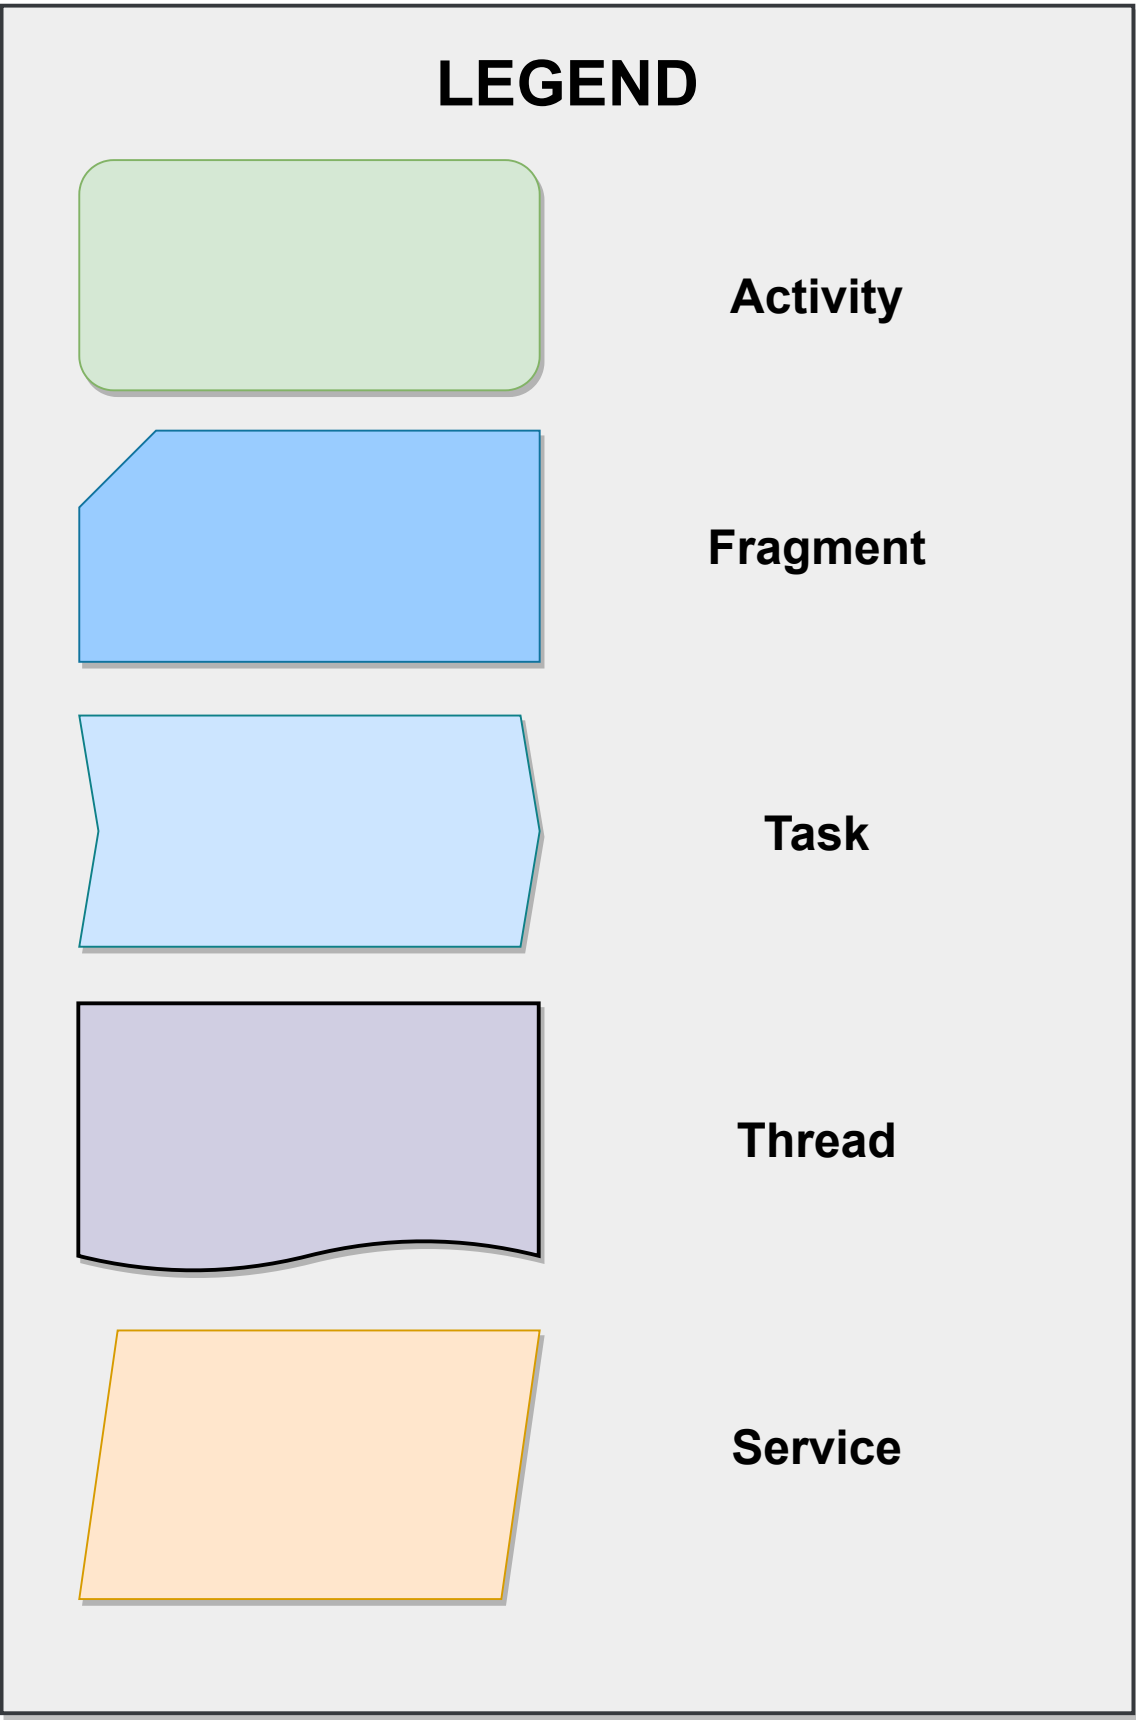 LEGEND
Activity
Fragment
Task
Thread
Service